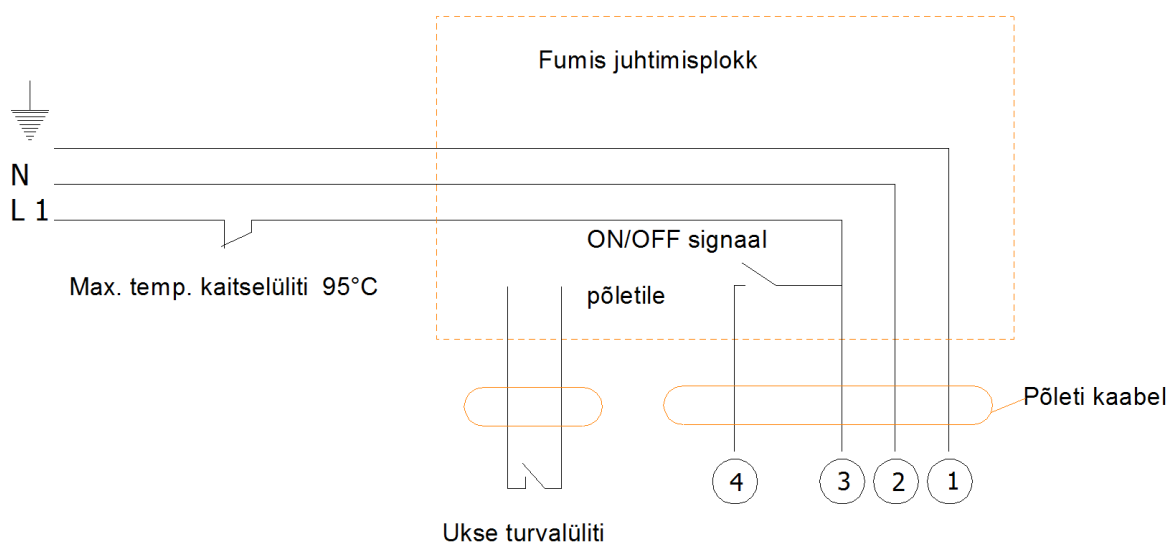 Fumis juhtimisplokk
N
L 1
ON/OFF signaal
põletile
Max. temp. kaitselüliti 95°C
Põleti kaabel
4
3
2
1
Ukse turvalüliti